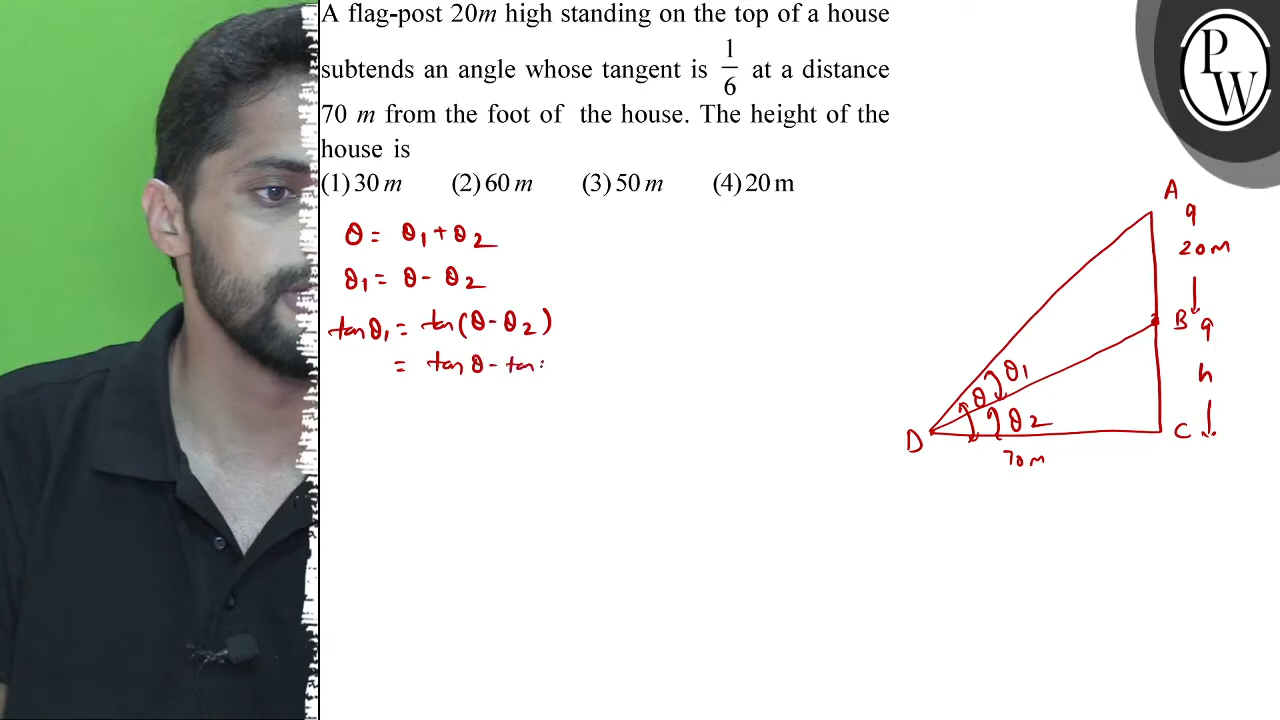 A flag-post 20m high standing on the top of a house
subtends an angle whose tangent is 1/6 at a distance
70 m from the foot of the house. The height of the
house is
(1) 30 m (2) 60 m (3) 50 m (4) 20 m
θ = θ₁ + θ₂
θ₁ = θ - θ₂
tan θ₁ = tan (θ - θ₂)
= tan θ - tan
PW
A
20 m
B
h
θ₁
θ
θ₂
D
C
70 m